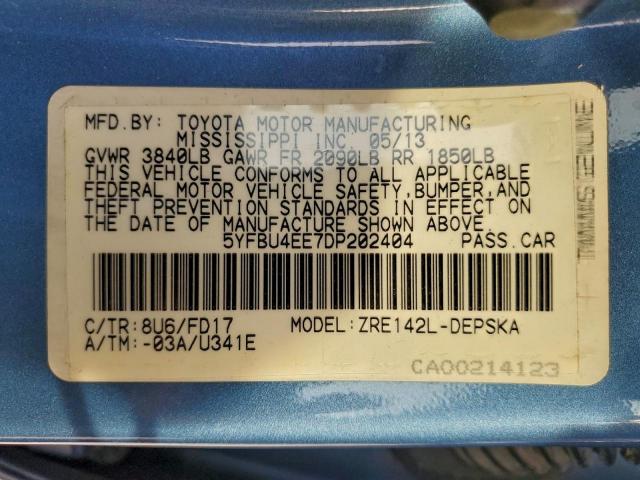 MFD.BY: TOYOTA MOTOR MANUFACTURING
MISSISSIPPI INC. 05/13
GVWR 3840LB GAWR FR 2090LB RR 1850LB
THIS VEHICLE CONFORMS TO ALL APPLICABLE
FEDERAL MOTOR VEHICLE SAFETY,BUMPER,AND
THEFT PREVENTION STANDARDS IN EFFECT ON
THE DATE OF MANUFACTURE SHOWN ABOVE.
5YFBU4EE7DP202404 PASS.CAR
C/TR:8U6/FD17 MODEL:ZRE142L-DEPSKA
A/TM:-03A/U341E
CA00214123